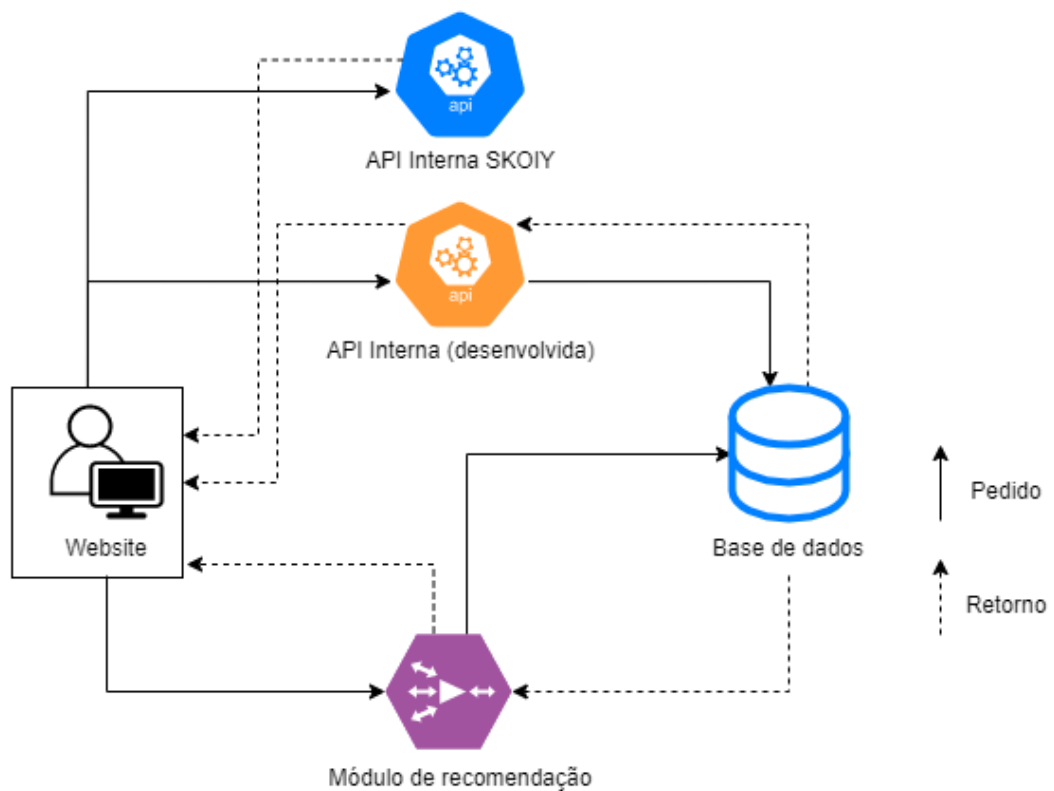 api
API Interna SKOIY
api
API Interna (desenvolvida)
Website
Base de dados
Pedido
Retorno
Módulo de recomendação